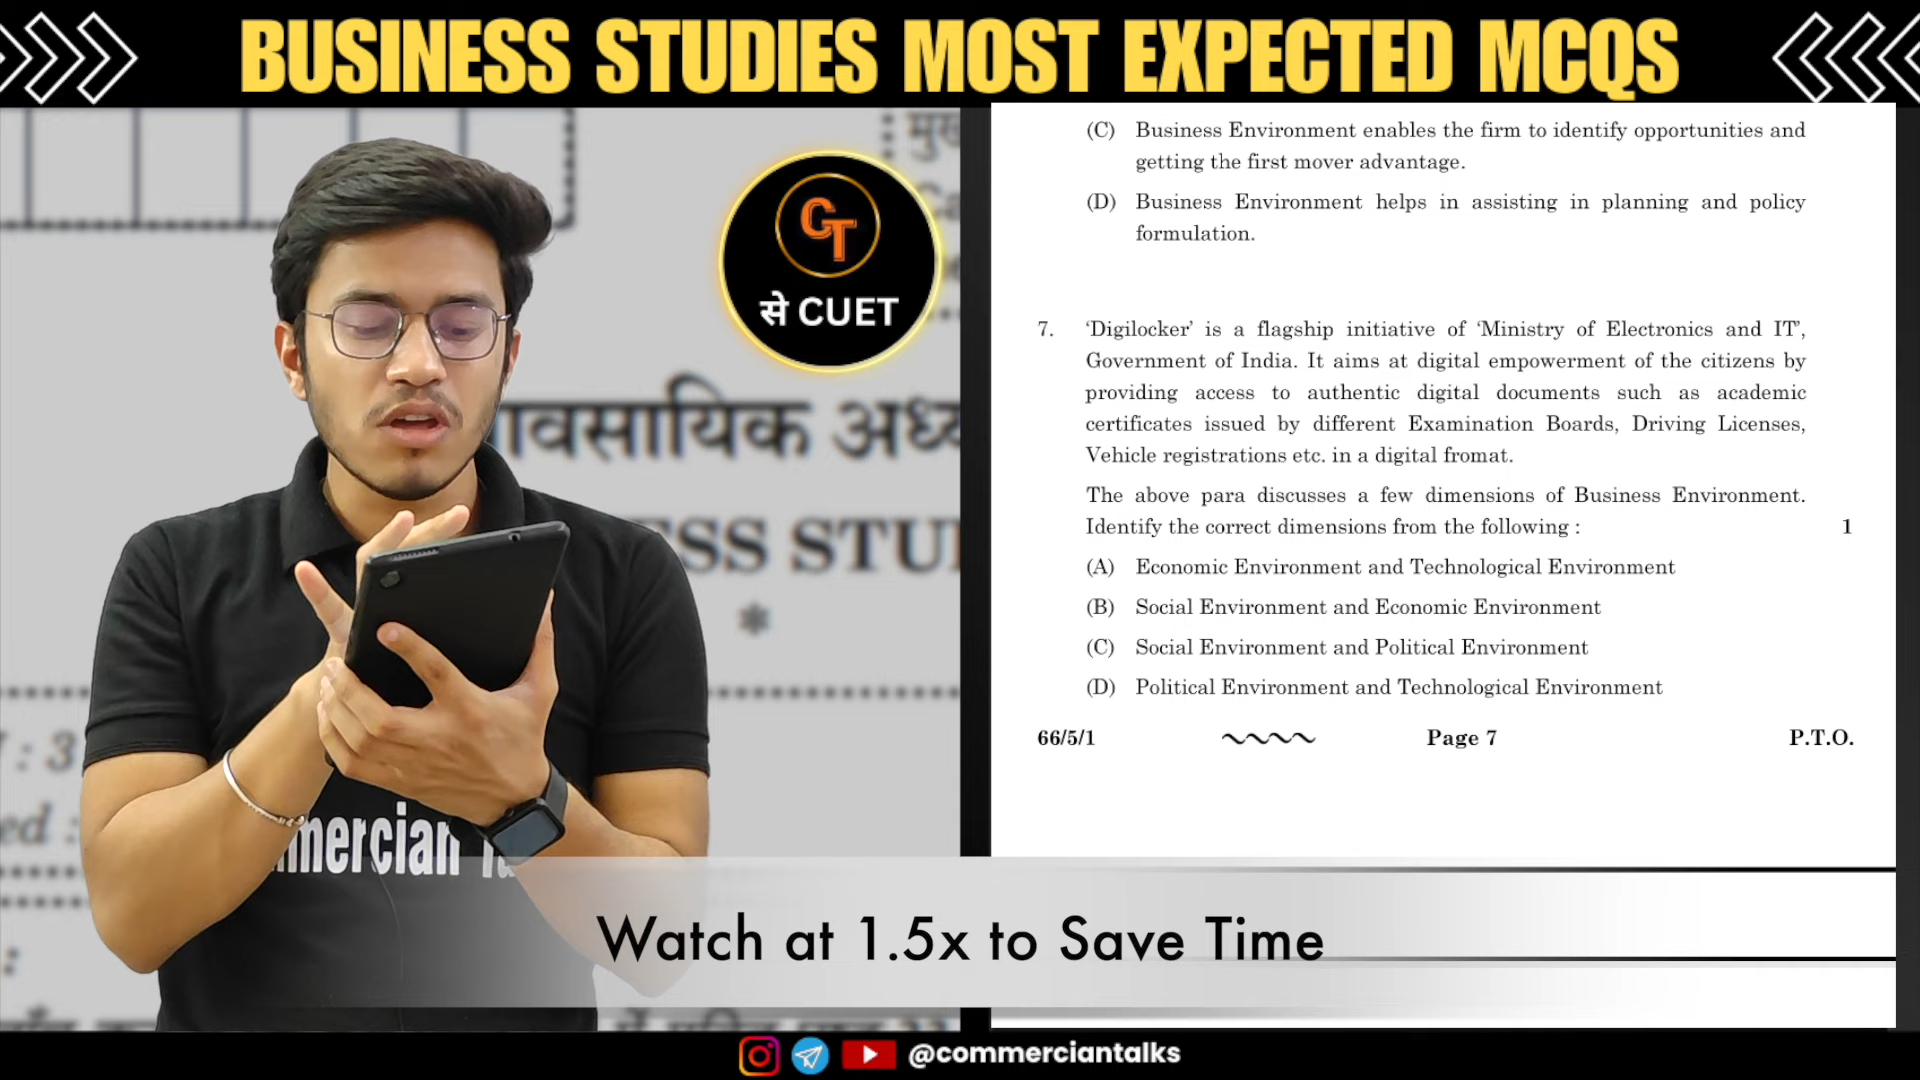 BUSINESS STUDIES MOST EXPECTED MCQS
(C) Business Environment enables the firm to identify opportunities and
getting the first mover advantage.
(D) Business Environment helps in assisting in planning and policy
formulation.
CT
से CUET
7. ‘Digilocker’ is a flagship initiative of ‘Ministry of Electronics and IT’,
Government of India. It aims at digital empowerment of the citizens by
providing access to authentic digital documents such as academic
certificates issued by different Examination Boards, Driving Licenses,
Vehicle registrations etc. in a digital fromat.
The above para discusses a few dimensions of Business Environment.
Identify the correct dimensions from the following : 1
(A) Economic Environment and Technological Environment
(B) Social Environment and Economic Environment
(C) Social Environment and Political Environment
(D) Political Environment and Technological Environment
66/5/1 Page 7 P.T.O.
ESS STU
*
: 3
ed :
mercian
Watch at 1.5x to Save Time
@commerciantalks